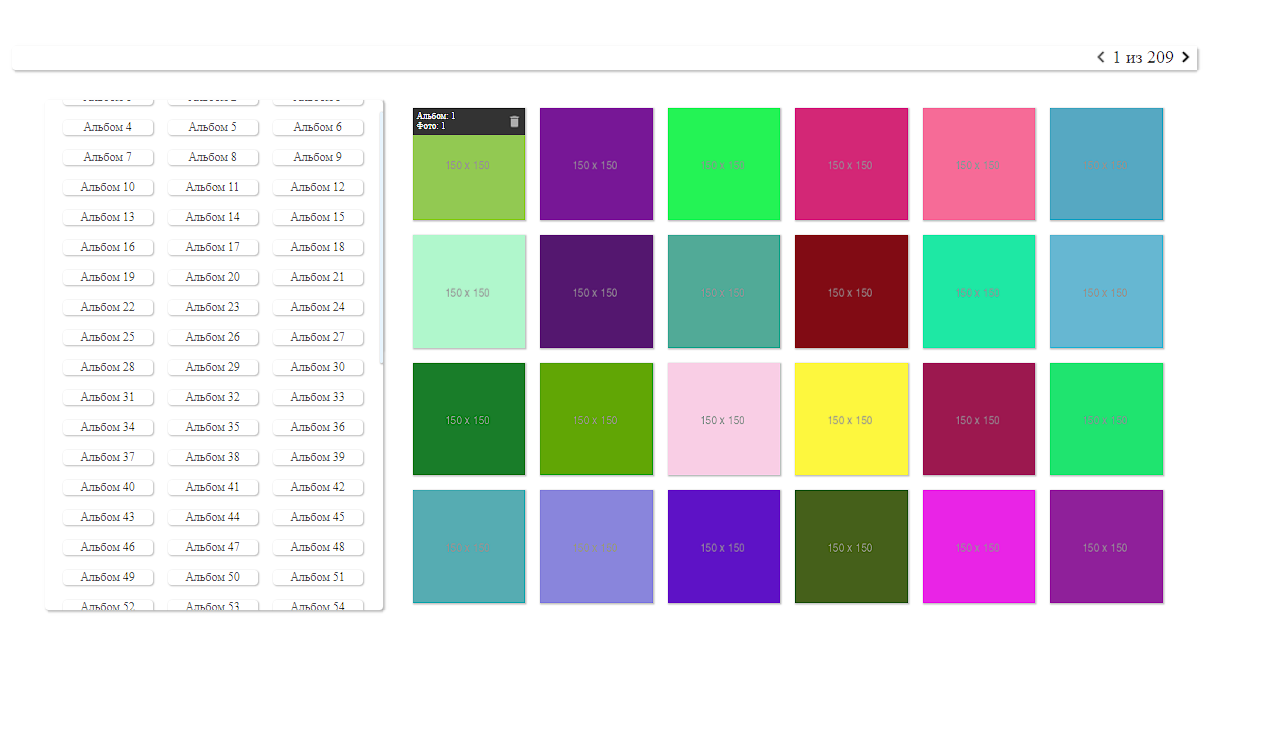 1 из 209
Альбом 4 Альбом 5 Альбом 6
Альбом 7 Альбом 8 Альбом 9
Альбом 10 Альбом 11 Альбом 12
Альбом 13 Альбом 14 Альбом 15
Альбом 16 Альбом 17 Альбом 18
Альбом 19 Альбом 20 Альбом 21
Альбом 22 Альбом 23 Альбом 24
Альбом 25 Альбом 26 Альбом 27
Альбом 28 Альбом 29 Альбом 30
Альбом 31 Альбом 32 Альбом 33
Альбом 34 Альбом 35 Альбом 36
Альбом 37 Альбом 38 Альбом 39
Альбом 40 Альбом 41 Альбом 42
Альбом 43 Альбом 44 Альбом 45
Альбом 46 Альбом 47 Альбом 48
Альбом 49 Альбом 50 Альбом 51
Альбом 52 Альбом 53 Альбом 54
Альбом: 1
Фото: 1
150 x 150 150 x 150 150 x 150 150 x 150 150 x 150 150 x 150
150 x 150 150 x 150 150 x 150 150 x 150 150 x 150 150 x 150
150 x 150 150 x 150 150 x 150 150 x 150 150 x 150 150 x 150
150 x 150 150 x 150 150 x 150 150 x 150 150 x 150 150 x 150